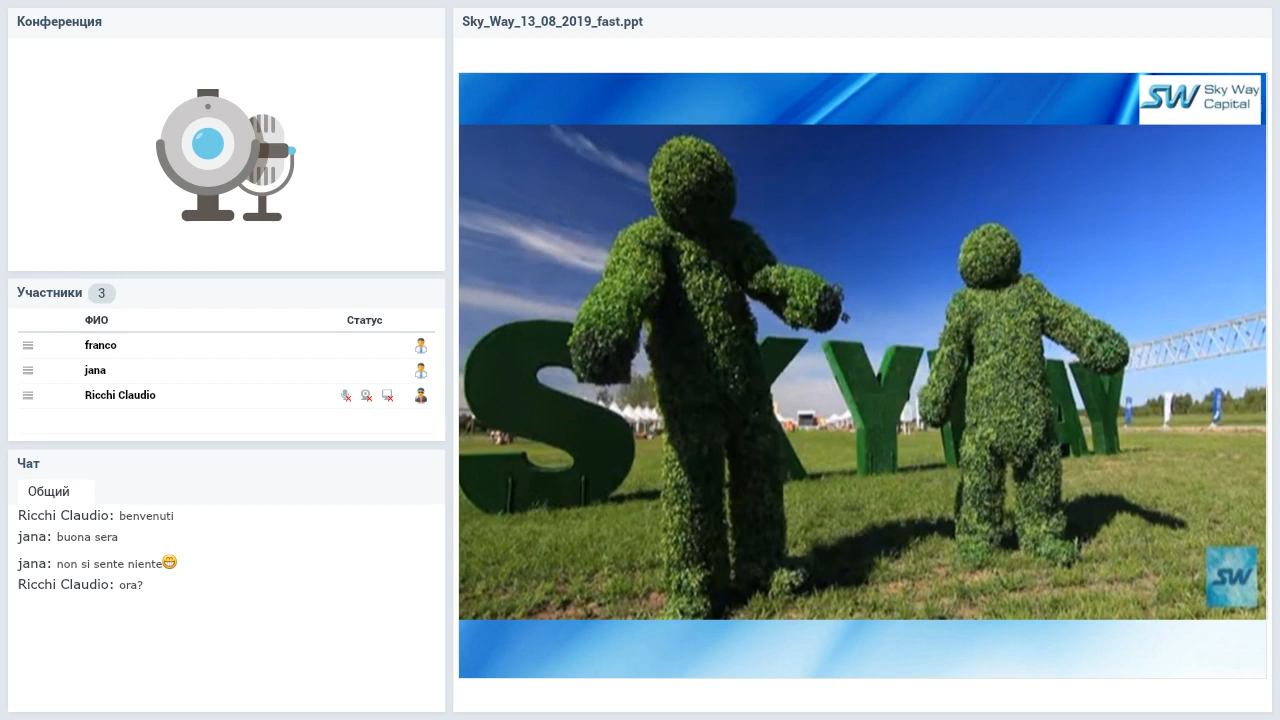 Конференция
Участники 3
ФИО Статус
franco
jana
Ricchi Claudio
Чат
Общий
Ricchi Claudio: benvenuti
jana: buona sera
jana: non si sente niente
Ricchi Claudio: ora?
Sky_Way_13_08_2019_fast.ppt
SW Sky Way
Capital
SKYWAY
SW